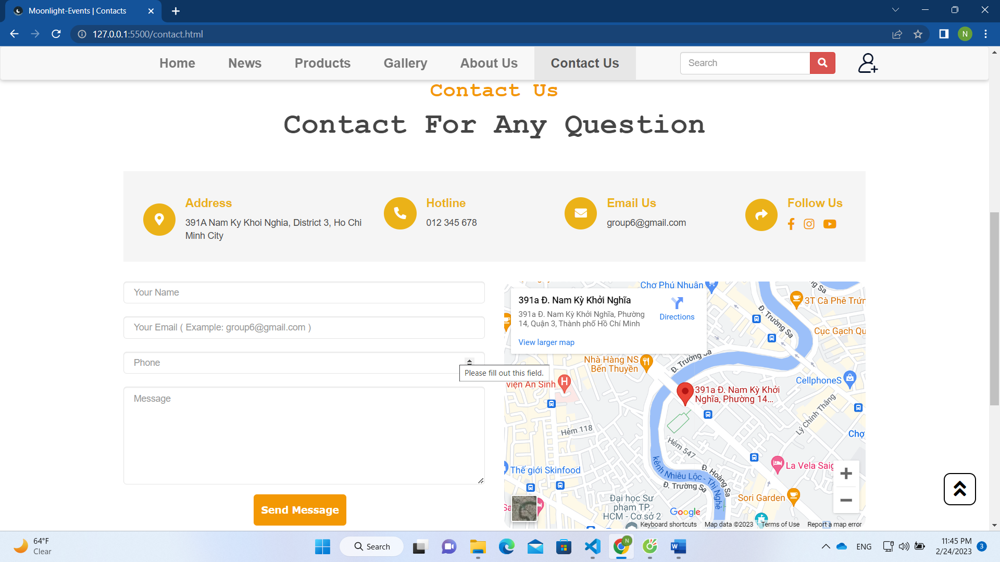 Moonlight-Events | Contacts
127.0.0.1:5500/contact.html
N
Home
News
Products
Gallery
About Us
Contact Us
Search
Contact Us
Contact For Any Question
Address
391A Nam Ky Khoi Nghia, District 3, Ho Chi
Minh City
Hotline
012 345 678
Email Us
group6@gmail.com
Follow Us
Your Name
Your Email ( Example: group6@gmail.com )
Phone
Please fill out this field.
Message
Send Message
391a Đ. Nam Kỳ Khởi Nghĩa
391a Đ. Nam Kỳ Khởi Nghĩa, Phường
14, Quận 3, Thành phố Hồ Chí Minh
Directions
View larger map
Chợ Phú Nhuận
3T Cà Phê Trứn
Đ. Trường Sa
Cục Gạch Qu
Nhà Hàng NS
Bến Thuyền
Đ. Trường Sa
CellphoneS
viện An Sinh
H
391a Đ. Nam Kỳ Khởi
Nghĩa, Phường 14...
Lý Chính Thắng
Hẻm 118
Chợ
Hẻm 547
La Vela Saig
Thế giới Skinfood
kênh Nhiêu Lộc - Thị Nghè
Đ. Hoàng Sa
Đ. Trường Sa
Sori Garden
Đại học Sư
phạm TP.
HCM - Cơ sở 2
Google
Keyboard shortcuts
Map data ©2023
Terms of Use
Report a map error
64°F
Clear
Search
N
W
ENG
11:45 PM
2/24/2023
3